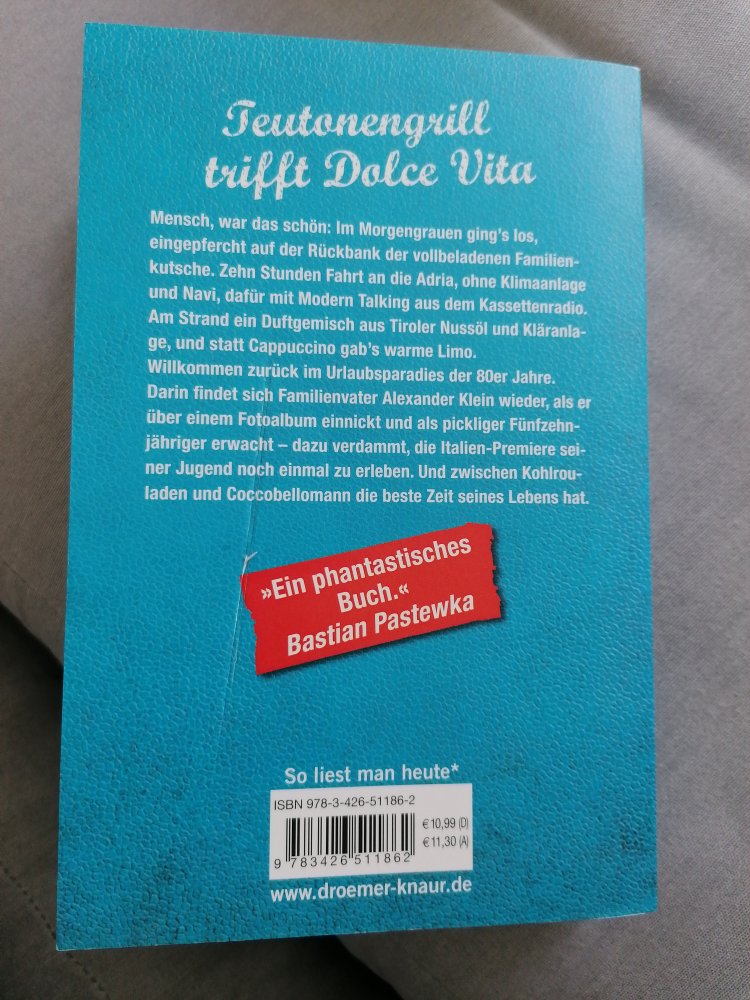 Teutonengrill
trifft Dolce Vita
Mensch, war das schön: Im Morgengrauen ging's los,
eingepfercht auf der Rückbank der vollbeladenen Familien-
kutsche. Zehn Stunden Fahrt an die Adria, ohne Klimaanlage
und Navi, dafür mit Modern Talking aus dem Kassettenradio.
Am Strand ein Duftgemisch aus Tiroler Nussöl und Kläranla-
ge, und statt Cappuccino gab's warme Limo.
Willkommen zurück im Urlaubsparadies der 80er Jahre.
Darin findet sich Familienvater Alexander Klein wieder, als er
über einem Fotoalbum einnickt und als pickliger Fünfzehn-
jähriger erwacht – dazu verdammt, die Italien-Premiere sei-
ner Jugend noch einmal zu erleben. Und zwischen Kohlrou-
laden und Coccobellomann die beste Zeit seines Lebens hat.
»Ein phantastisches
Buch.«
Bastian Pastewka
So liest man heute*
ISBN 978-3-426-51186-2
€ 10,99 (D)
€ 11,30 (A)
9 783426 511862
www.droemer-knaur.de